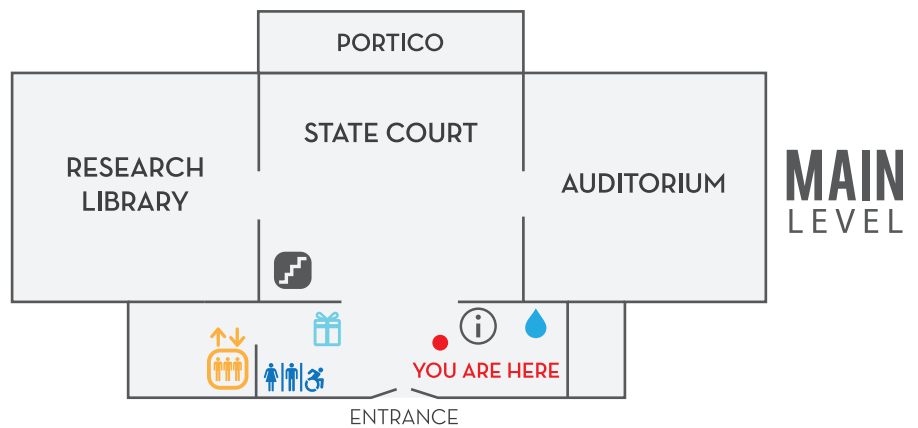 PORTICO
STATE COURT
RESEARCH
LIBRARY
AUDITORIUM
MAIN
LEVEL
i
YOU ARE HERE
ENTRANCE